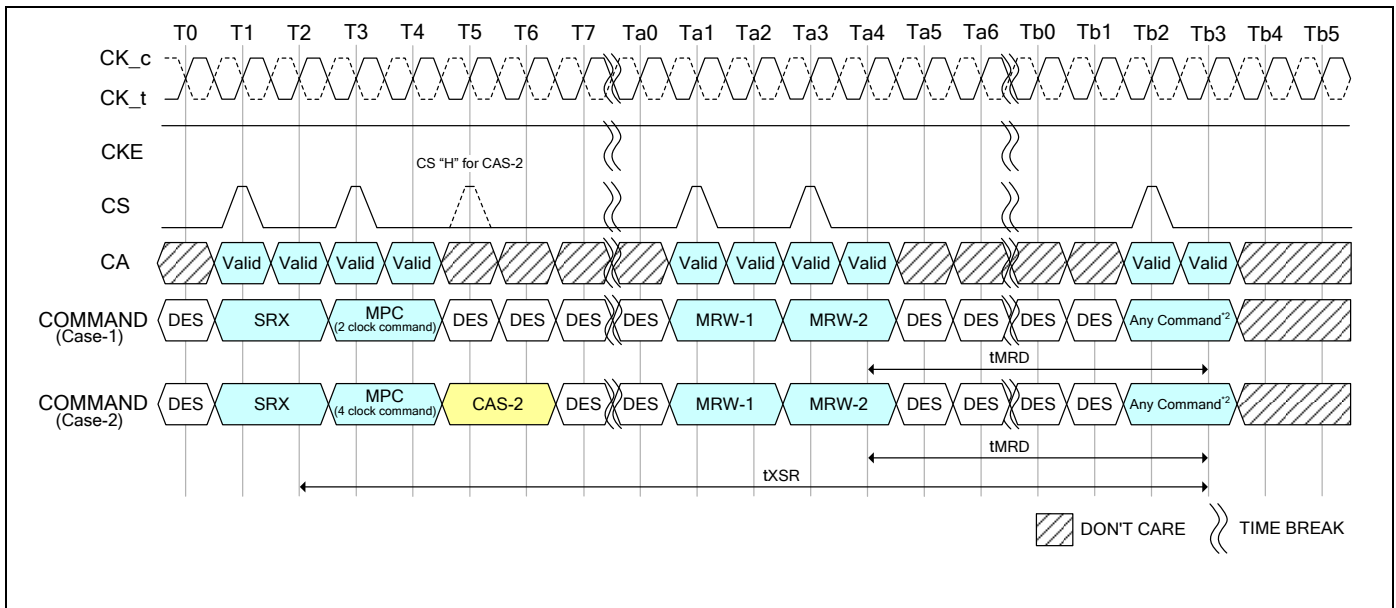 T0 T1 T2 T3 T4 T5 T6 T7 Ta0 Ta1 Ta2 Ta3 Ta4 Ta5 Ta6 Tb0 Tb1 Tb2 Tb3 Tb4 Tb5
CK_c
CK_t
CKE
CS "H" for CAS-2
CS
CA Valid Valid Valid Valid Valid Valid Valid Valid Valid Valid
COMMAND DES SRX MPC DES DES DES DES MRW-1 MRW-2 DES DES DES DES Any Command*2
(Case-1) (2 clock command)
tMRD
COMMAND DES SRX MPC CAS-2 DES DES MRW-1 MRW-2 DES DES DES DES Any Command*2
(Case-2) (4 clock command)
tMRD
tXSR
DON'T CARE TIME BREAK